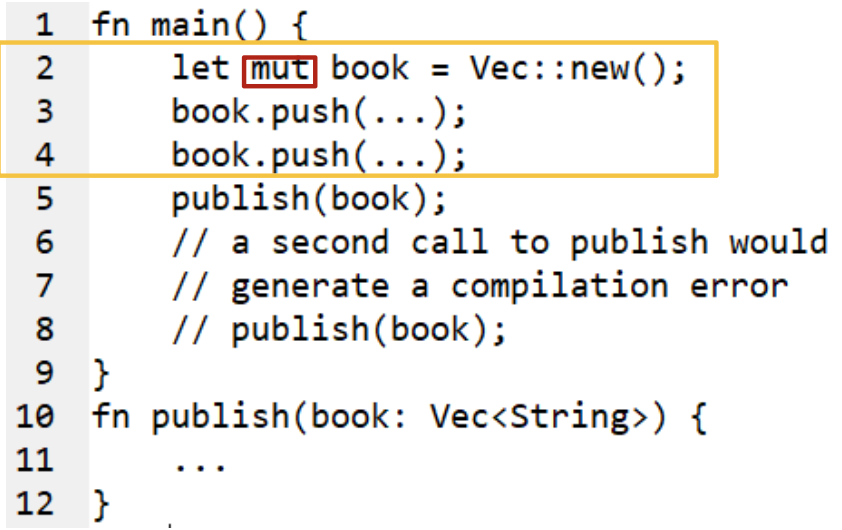 1 fn main() {
2 let mut book = Vec::new();
3 book.push(...);
4 book.push(...);
5 publish(book);
6 // a second call to publish would
7 // generate a compilation error
8 // publish(book);
9 }
10 fn publish(book: Vec<String>) {
11 ...
12 }